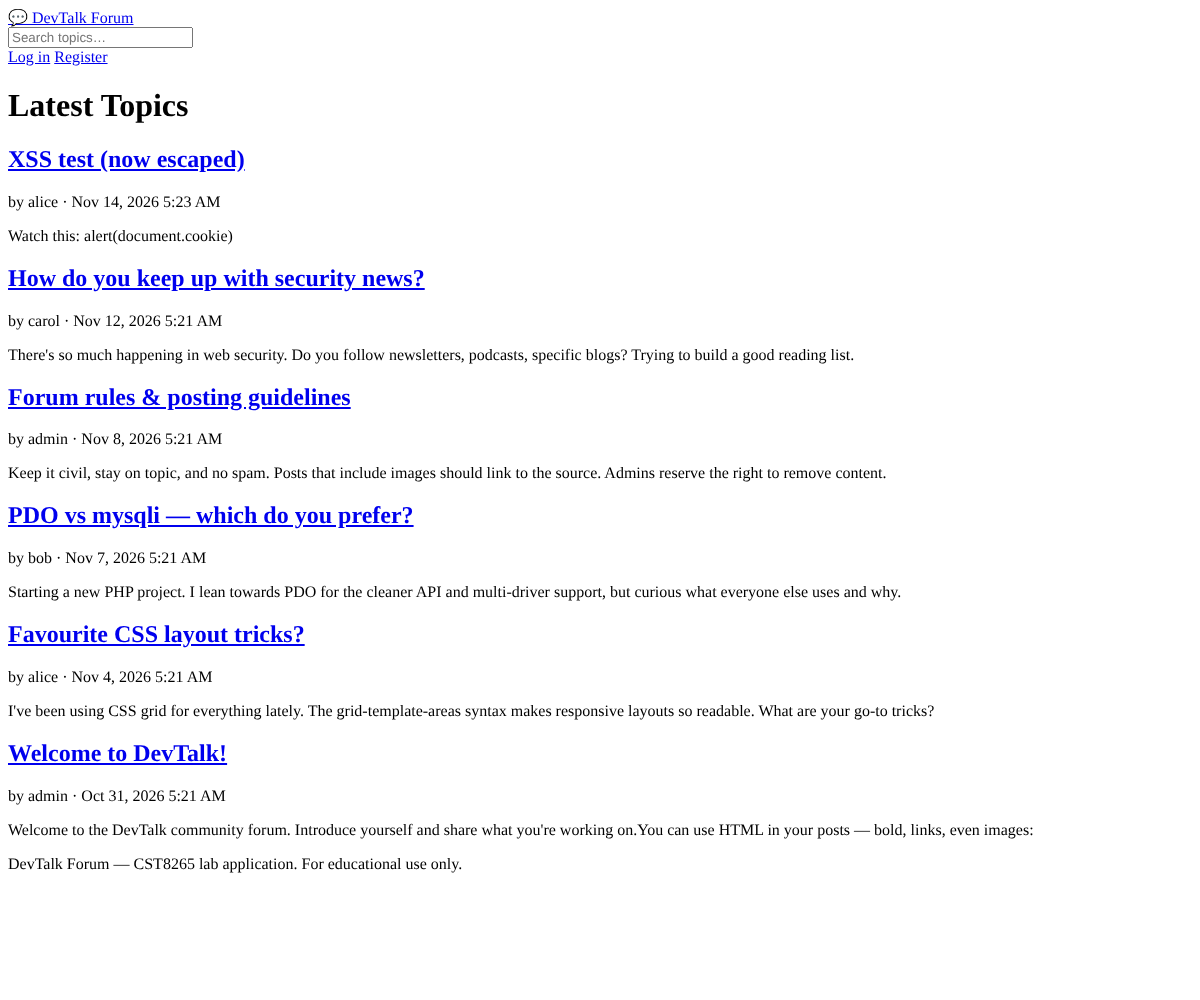 💬 DevTalk Forum
Search topics…
Log in Register
Latest Topics
XSS test (now escaped)
by alice · Nov 14, 2026 5:23 AM
Watch this: alert(document.cookie)
How do you keep up with security news?
by carol · Nov 12, 2026 5:21 AM
There's so much happening in web security. Do you follow newsletters, podcasts, specific blogs? Trying to build a good reading list.
Forum rules & posting guidelines
by admin · Nov 8, 2026 5:21 AM
Keep it civil, stay on topic, and no spam. Posts that include images should link to the source. Admins reserve the right to remove content.
PDO vs mysqli — which do you prefer?
by bob · Nov 7, 2026 5:21 AM
Starting a new PHP project. I lean towards PDO for the cleaner API and multi-driver support, but curious what everyone else uses and why.
Favourite CSS layout tricks?
by alice · Nov 4, 2026 5:21 AM
I've been using CSS grid for everything lately. The grid-template-areas syntax makes responsive layouts so readable. What are your go-to tricks?
Welcome to DevTalk!
by admin · Oct 31, 2026 5:21 AM
Welcome to the DevTalk community forum. Introduce yourself and share what you're working on.You can use HTML in your posts — bold, links, even images:
DevTalk Forum — CST8265 lab application. For educational use only.